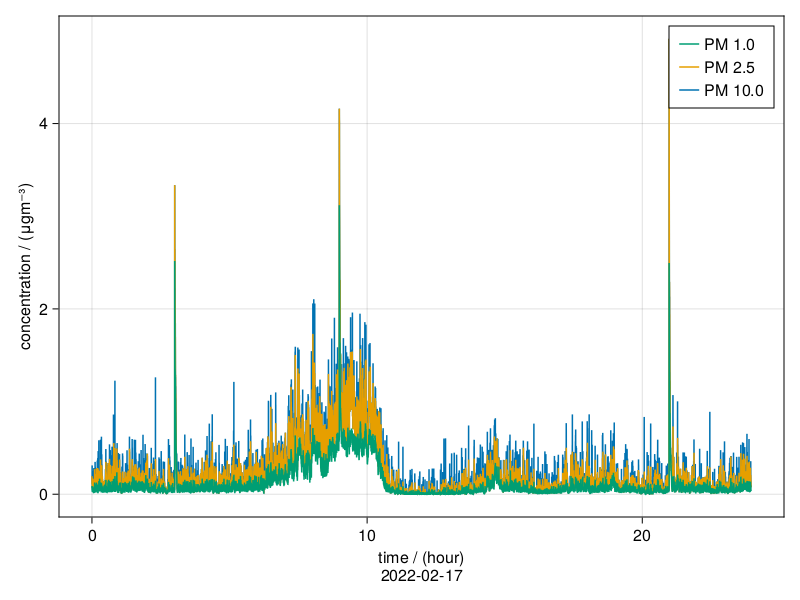 PM 1.0
PM 2.5
PM 10.0
4
2
0
concentration / (μgm⁻³)
0
10
20
time / (hour)
2022-02-17